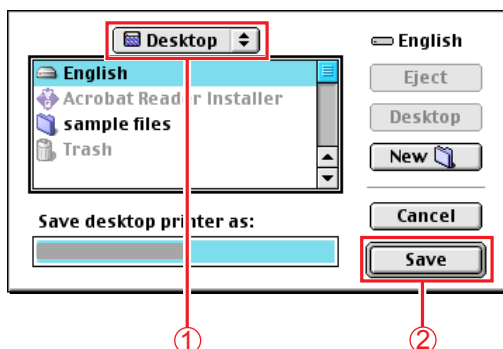 Desktop
English
English
Acrobat Reader Installer
sample files
Trash
Eject
Desktop
New
Save desktop printer as:
Cancel
Save
1
2